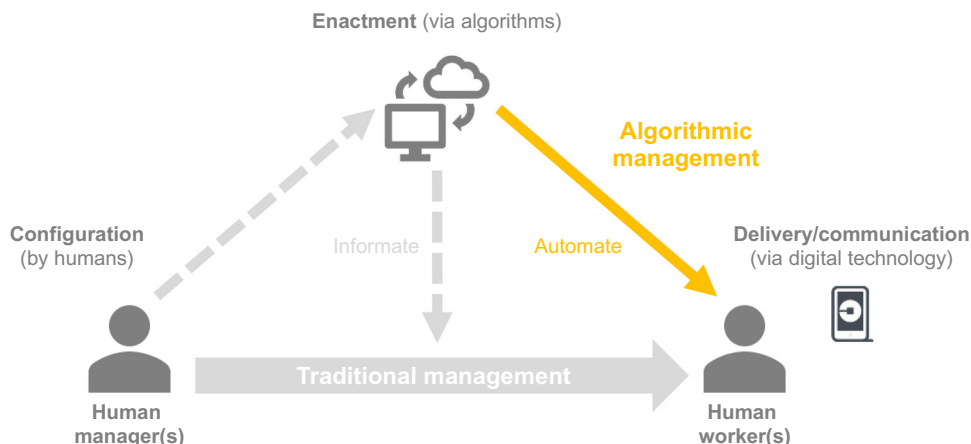 Enactment (via algorithms)
Algorithmic
management
Configuration
(by humans)
Informate
Automate
Delivery/communication
(via digital technology)
Traditional management
Human
manager(s)
Human
worker(s)